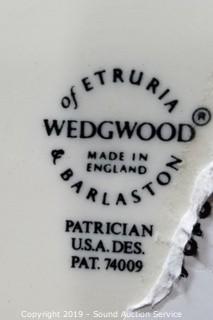 of ETRURIA
WEDGWOOD®
MADE IN
ENGLAND
& BARLASTON
PATRICIAN
U.S.A. DES.
PAT. 74009
Copyright 2019 - Sound Auction Service